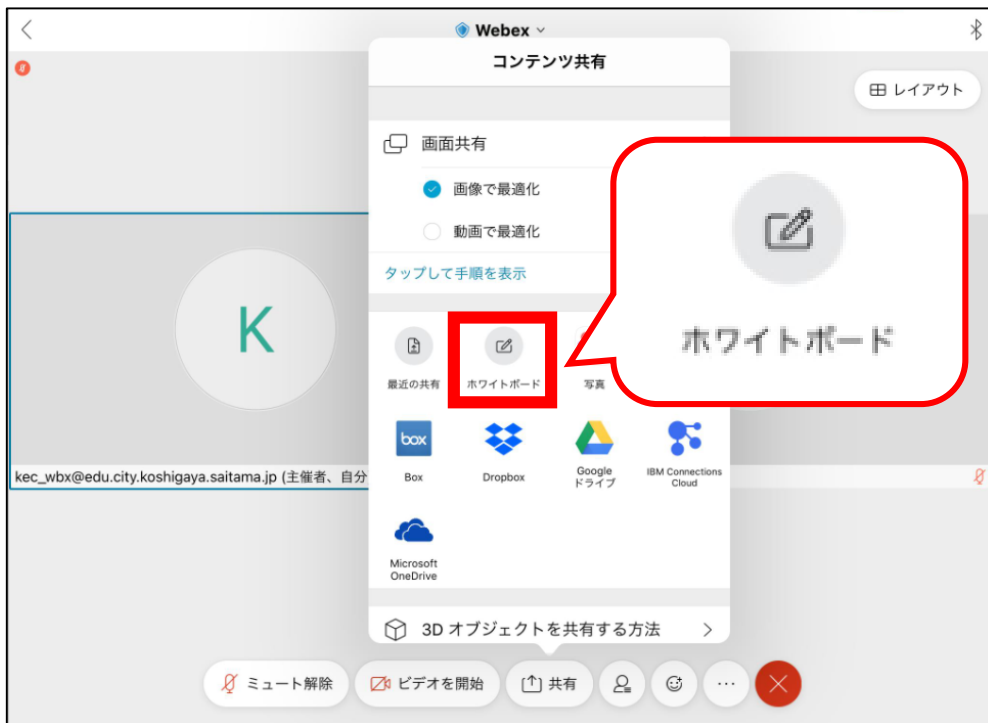 Webex
コンテンツ共有
レイアウト
画面共有
画像で最適化
動画で最適化
タップして手順を表示
ホワイトボード
最近の共有
ホワイトボード
写真
K
box
Box
Dropbox
Google
ドライブ
IBM Connections
Cloud
kec_wbx@edu.city.koshigaya.saitama.jp (主催者、自分
Microsoft
OneDrive
3D オブジェクトを共有する方法
ミュート解除
ビデオを開始
共有